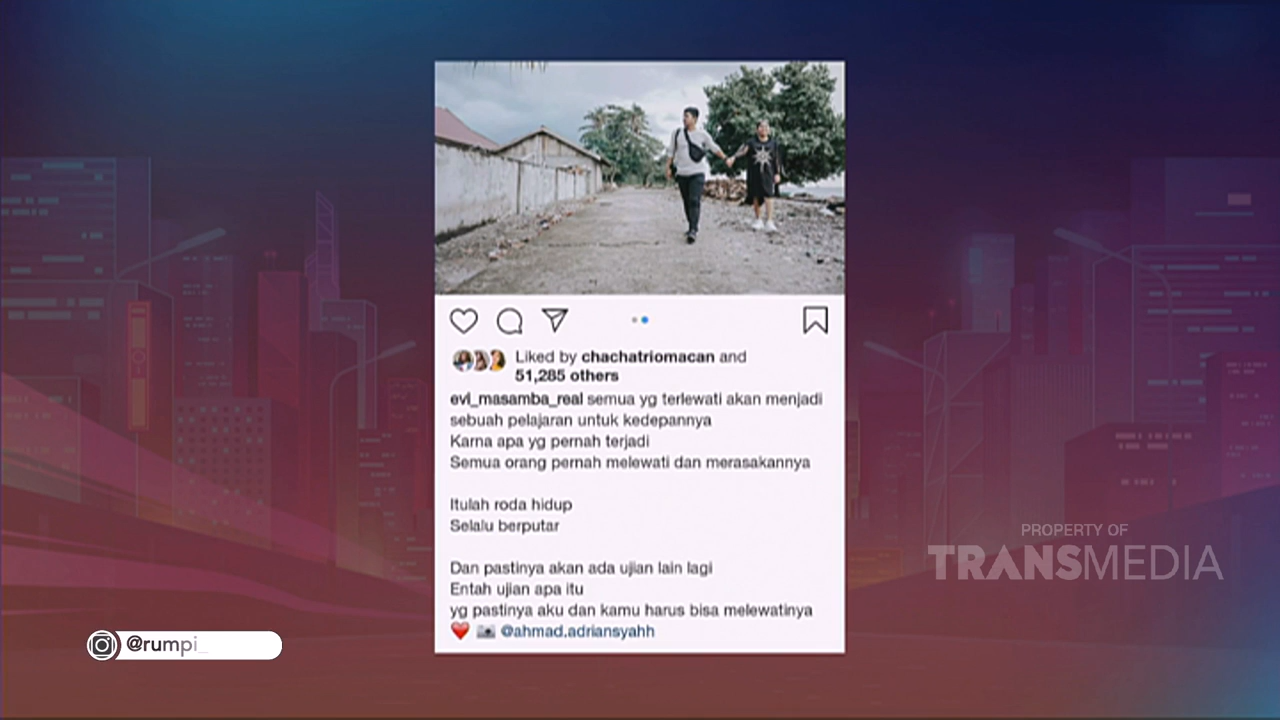 Liked by chachatriomacan and
51,285 others
evi_masamba_real semua yg terlewati akan menjadi
sebuah pelajaran untuk kedepannya
Karna apa yg pernah terjadi
Semua orang pernah melewati dan merasakannya
Itulah roda hidup
Selalu berputar
Dan pastinya akan ada ujian lain lagi
Entah ujian apa itu
yg pastinya aku dan kamu harus bisa melewatinya
❤️ 📷 @ahmad.adriansyahh
PROPERTY OF
TRANSMEDIA
@rumpi_